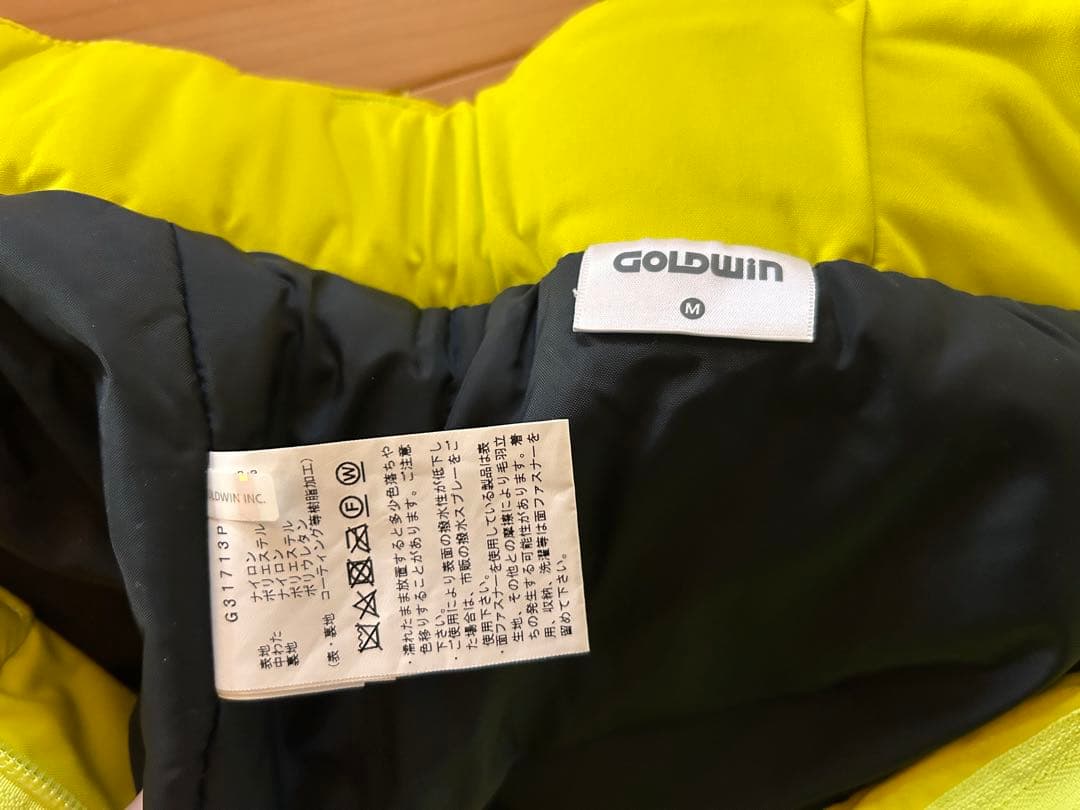 GOLDWIN
M
OLDWIN INC.
G31713P
表地 ナイロン
中わた ポリエステル
裏地 ナイロン
ポリエステル
ポリウレタン
(表・裏地 コーティング等樹脂加工)
F W
・濡れたまま放置すると多少色落ちや
色移りすることがあります。ご注意
下さい。
・ご使用により表面の撥水性が低下し
た場合は、市販の撥水スプレーをご
使用下さい。
・面ファスナーを使用している製品は表
生地、その他との摩擦により毛羽立
ちの発生する可能性があります。着
用、収納、洗濯等は面ファスナーを
留めて下さい。